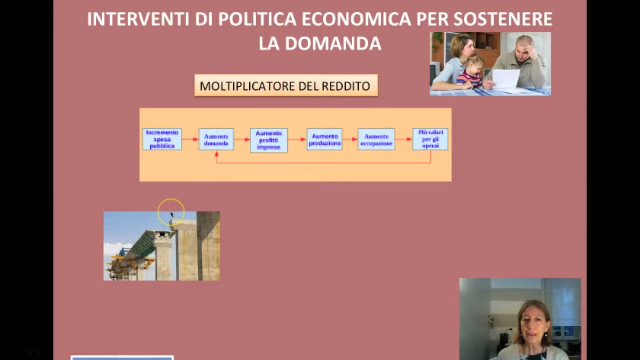 INTERVENTI DI POLITICA ECONOMICA PER SOSTENERE
LA DOMANDA
MOLTIPLICATORE DEL REDDITO
Incremento
spesa
pubblica
Aumento
domanda
Aumento
profitti
imprese
Aumento
produzione
Aumento
occupazione
Più salari
per gli
operai